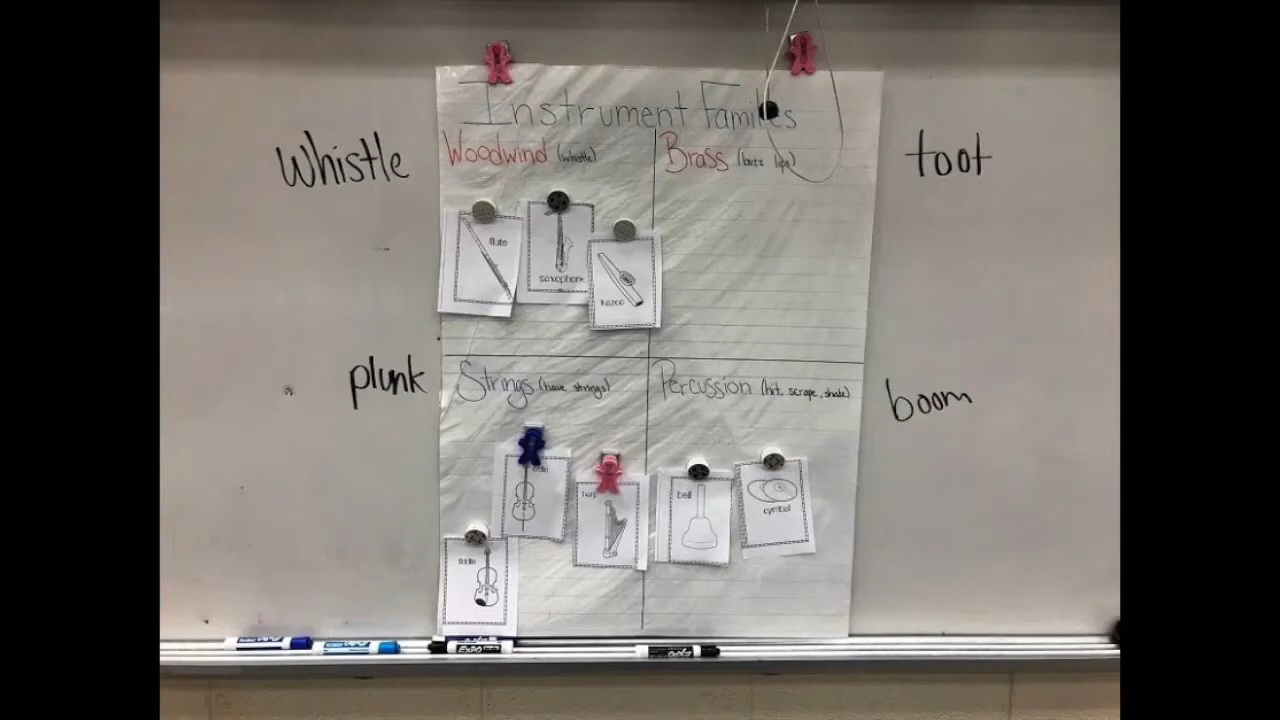 Instrument Families
Whistle
Woodwind (whistle)
Brass (buzz lips)
toot
flute
saxophone
kazoo
plunk
Strings (have strings)
Percussion (hit, scrape, shake)
boom
cello
harp
bell
cymbal
fiddle
EXPO